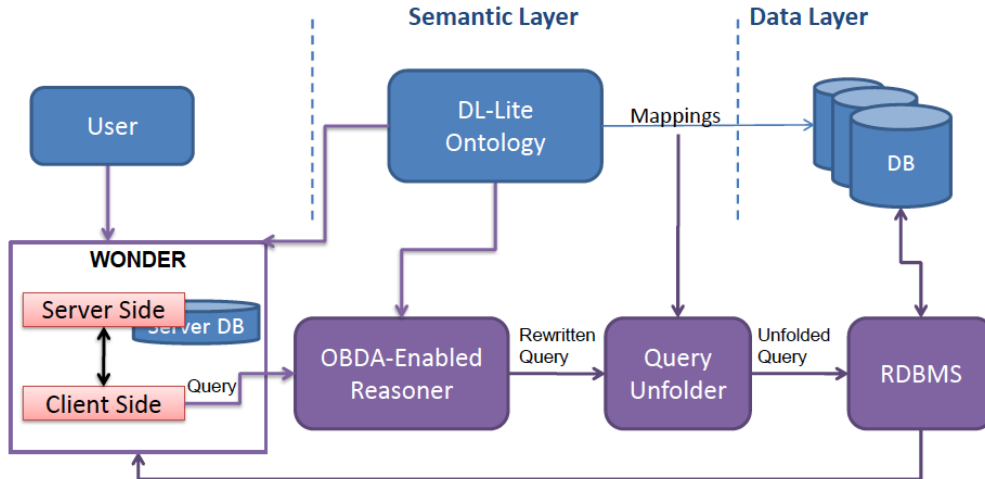 Semantic Layer
Data Layer
User
DL-Lite
Ontology
Mappings
DB
WONDER
Server Side
Server DB
Client Side
Query
OBDA-Enabled
Reasoner
Rewritten
Query
Query
Unfolder
Unfolded
Query
RDBMS